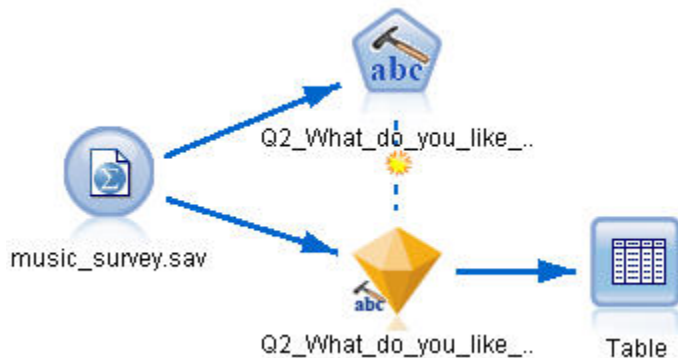 abc
Q2_What_do_you_like_..
music_survey.sav
abc
Q2_What_do_you_like_..
Table